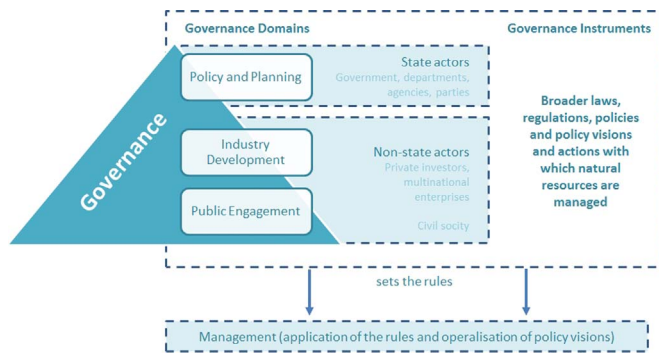 Governance Domains
Governance Instruments
Governance
Policy and Planning
State actors
Government, departments,
agencies, parties
Industry
Development
Non-state actors
Private investors,
multinational
enterprises
Public Engagement
Civil socity
Broader laws,
regulations, policies
and policy visions
and actions with
which natural
resources are
managed
sets the rules
Management (application of the rules and operalisation of policy visions)